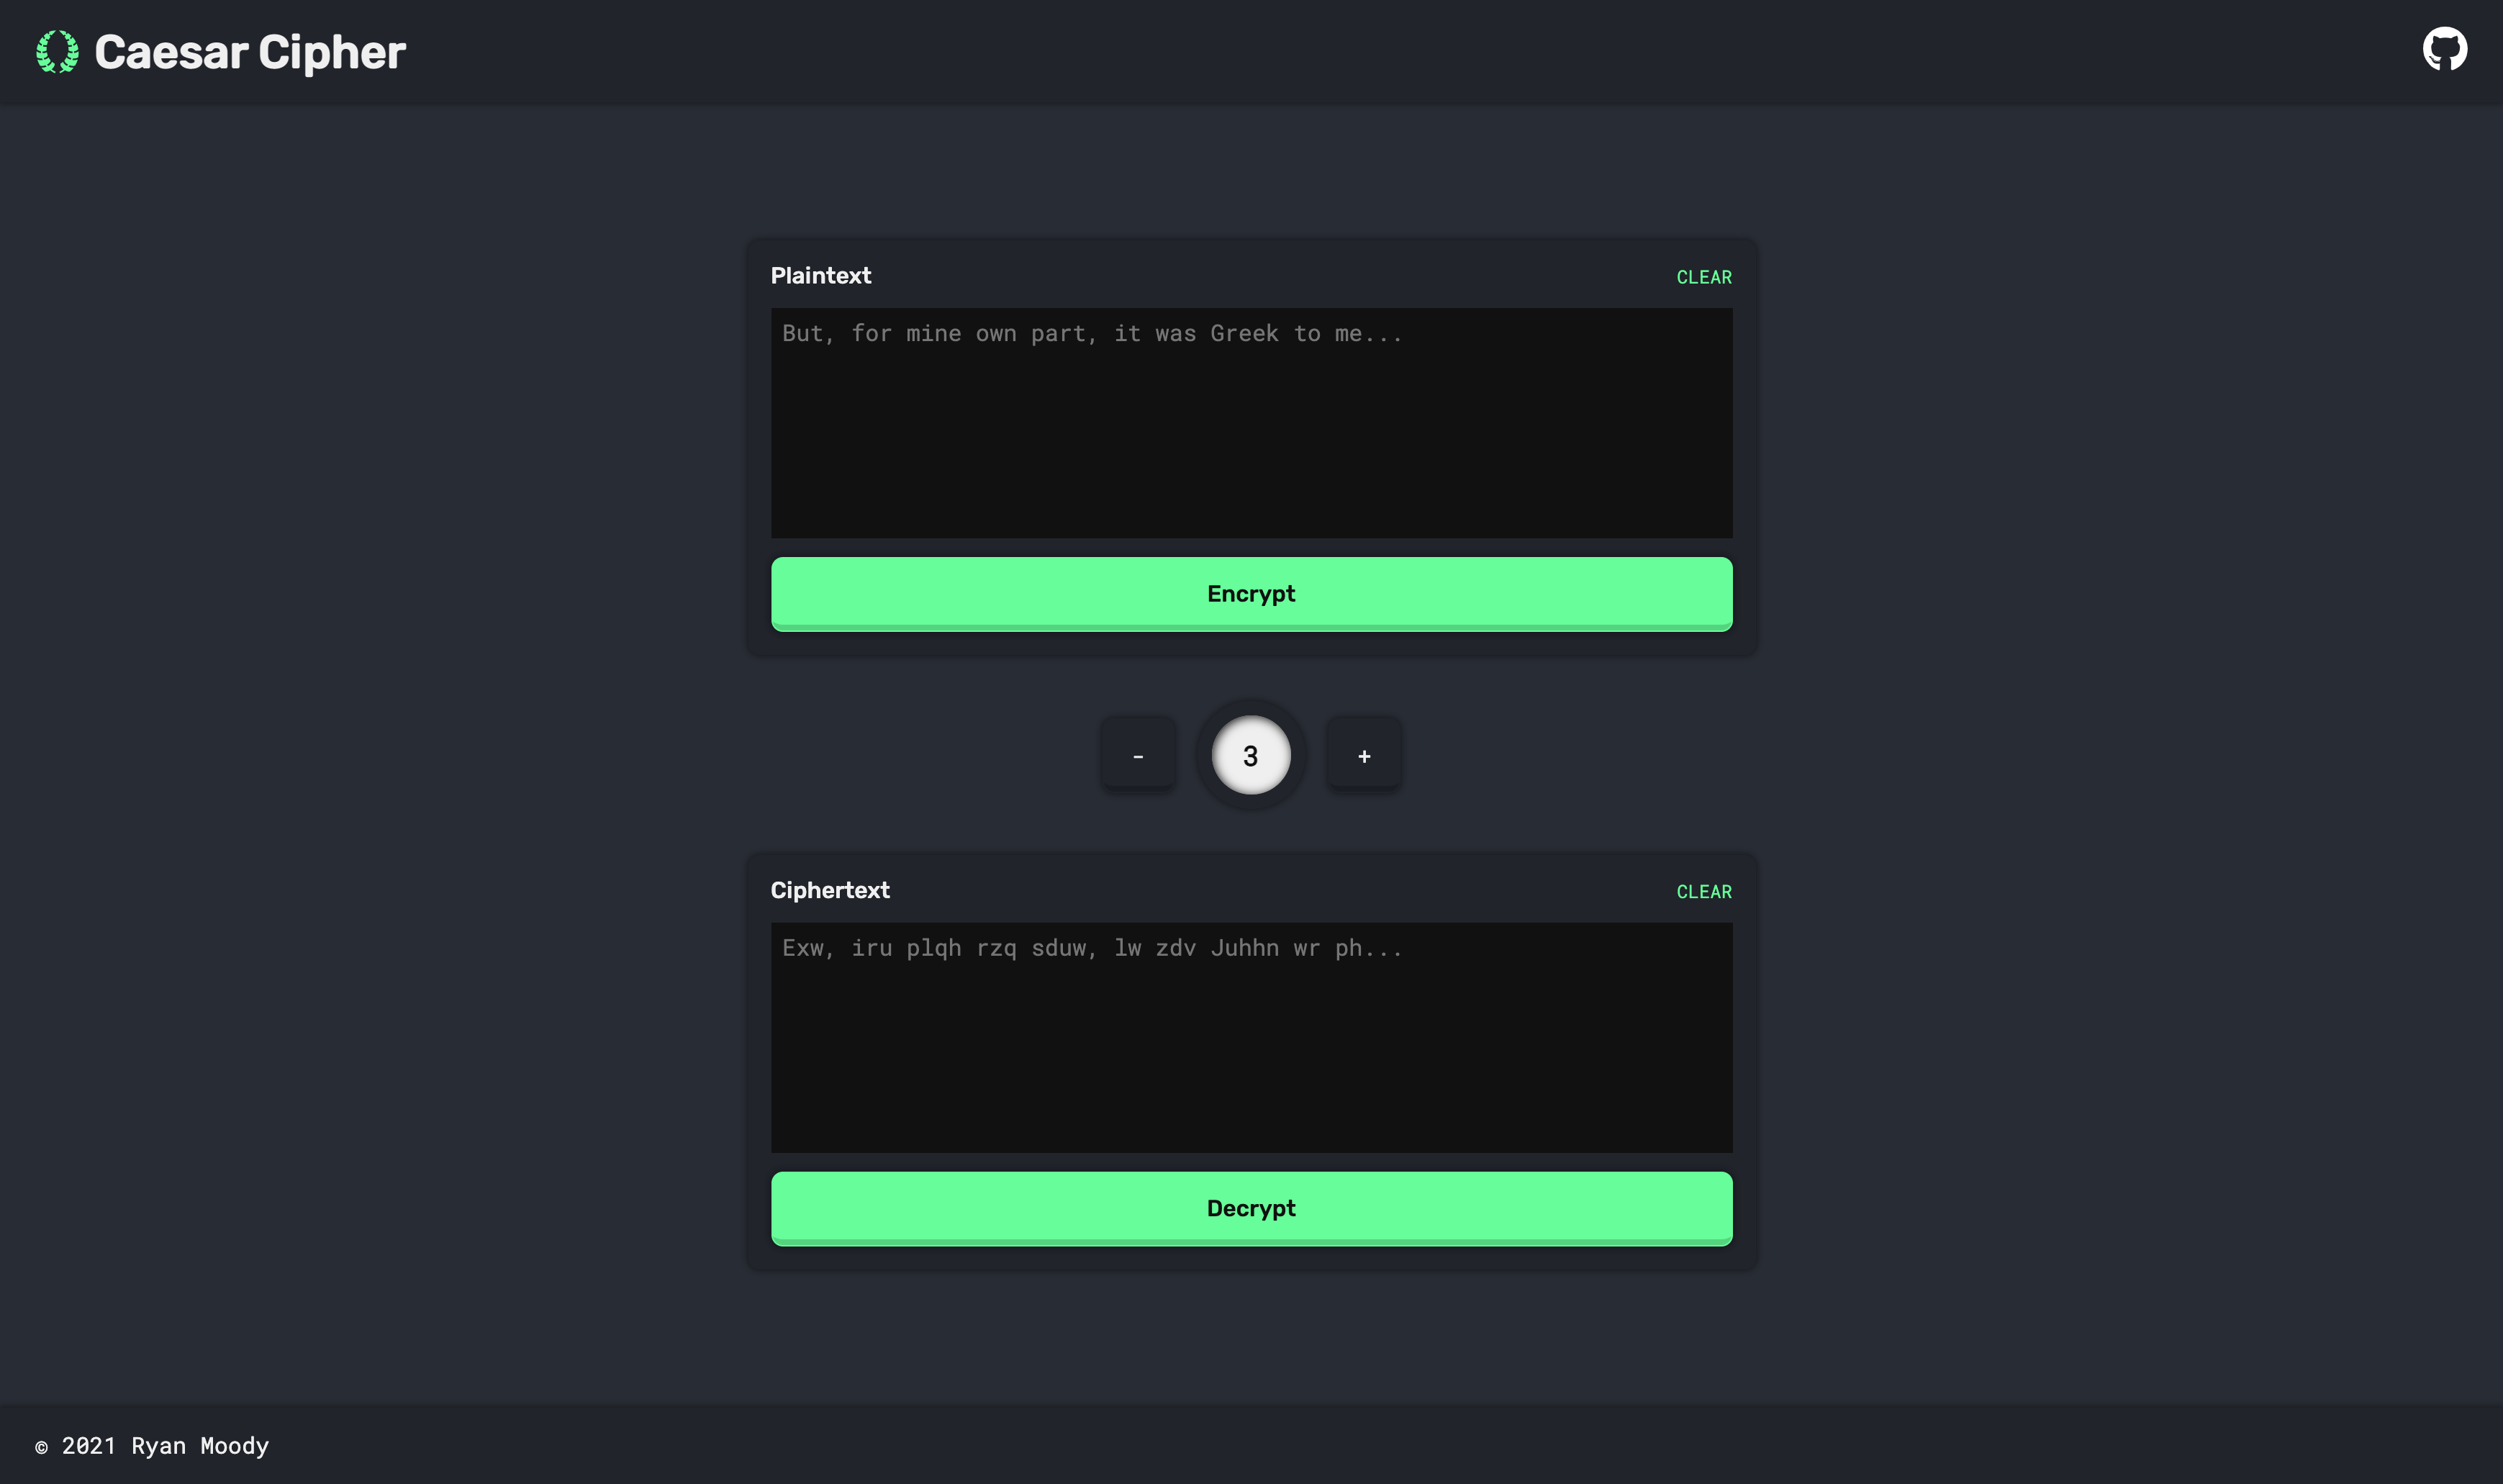 Caesar Cipher
Plaintext CLEAR
But, for mine own part, it was Greek to me...
Encrypt
- 3 +
Ciphertext CLEAR
Exw, iru plqh rzq sduw, lw zdv Juhhn wr ph...
Decrypt
© 2021 Ryan Moody